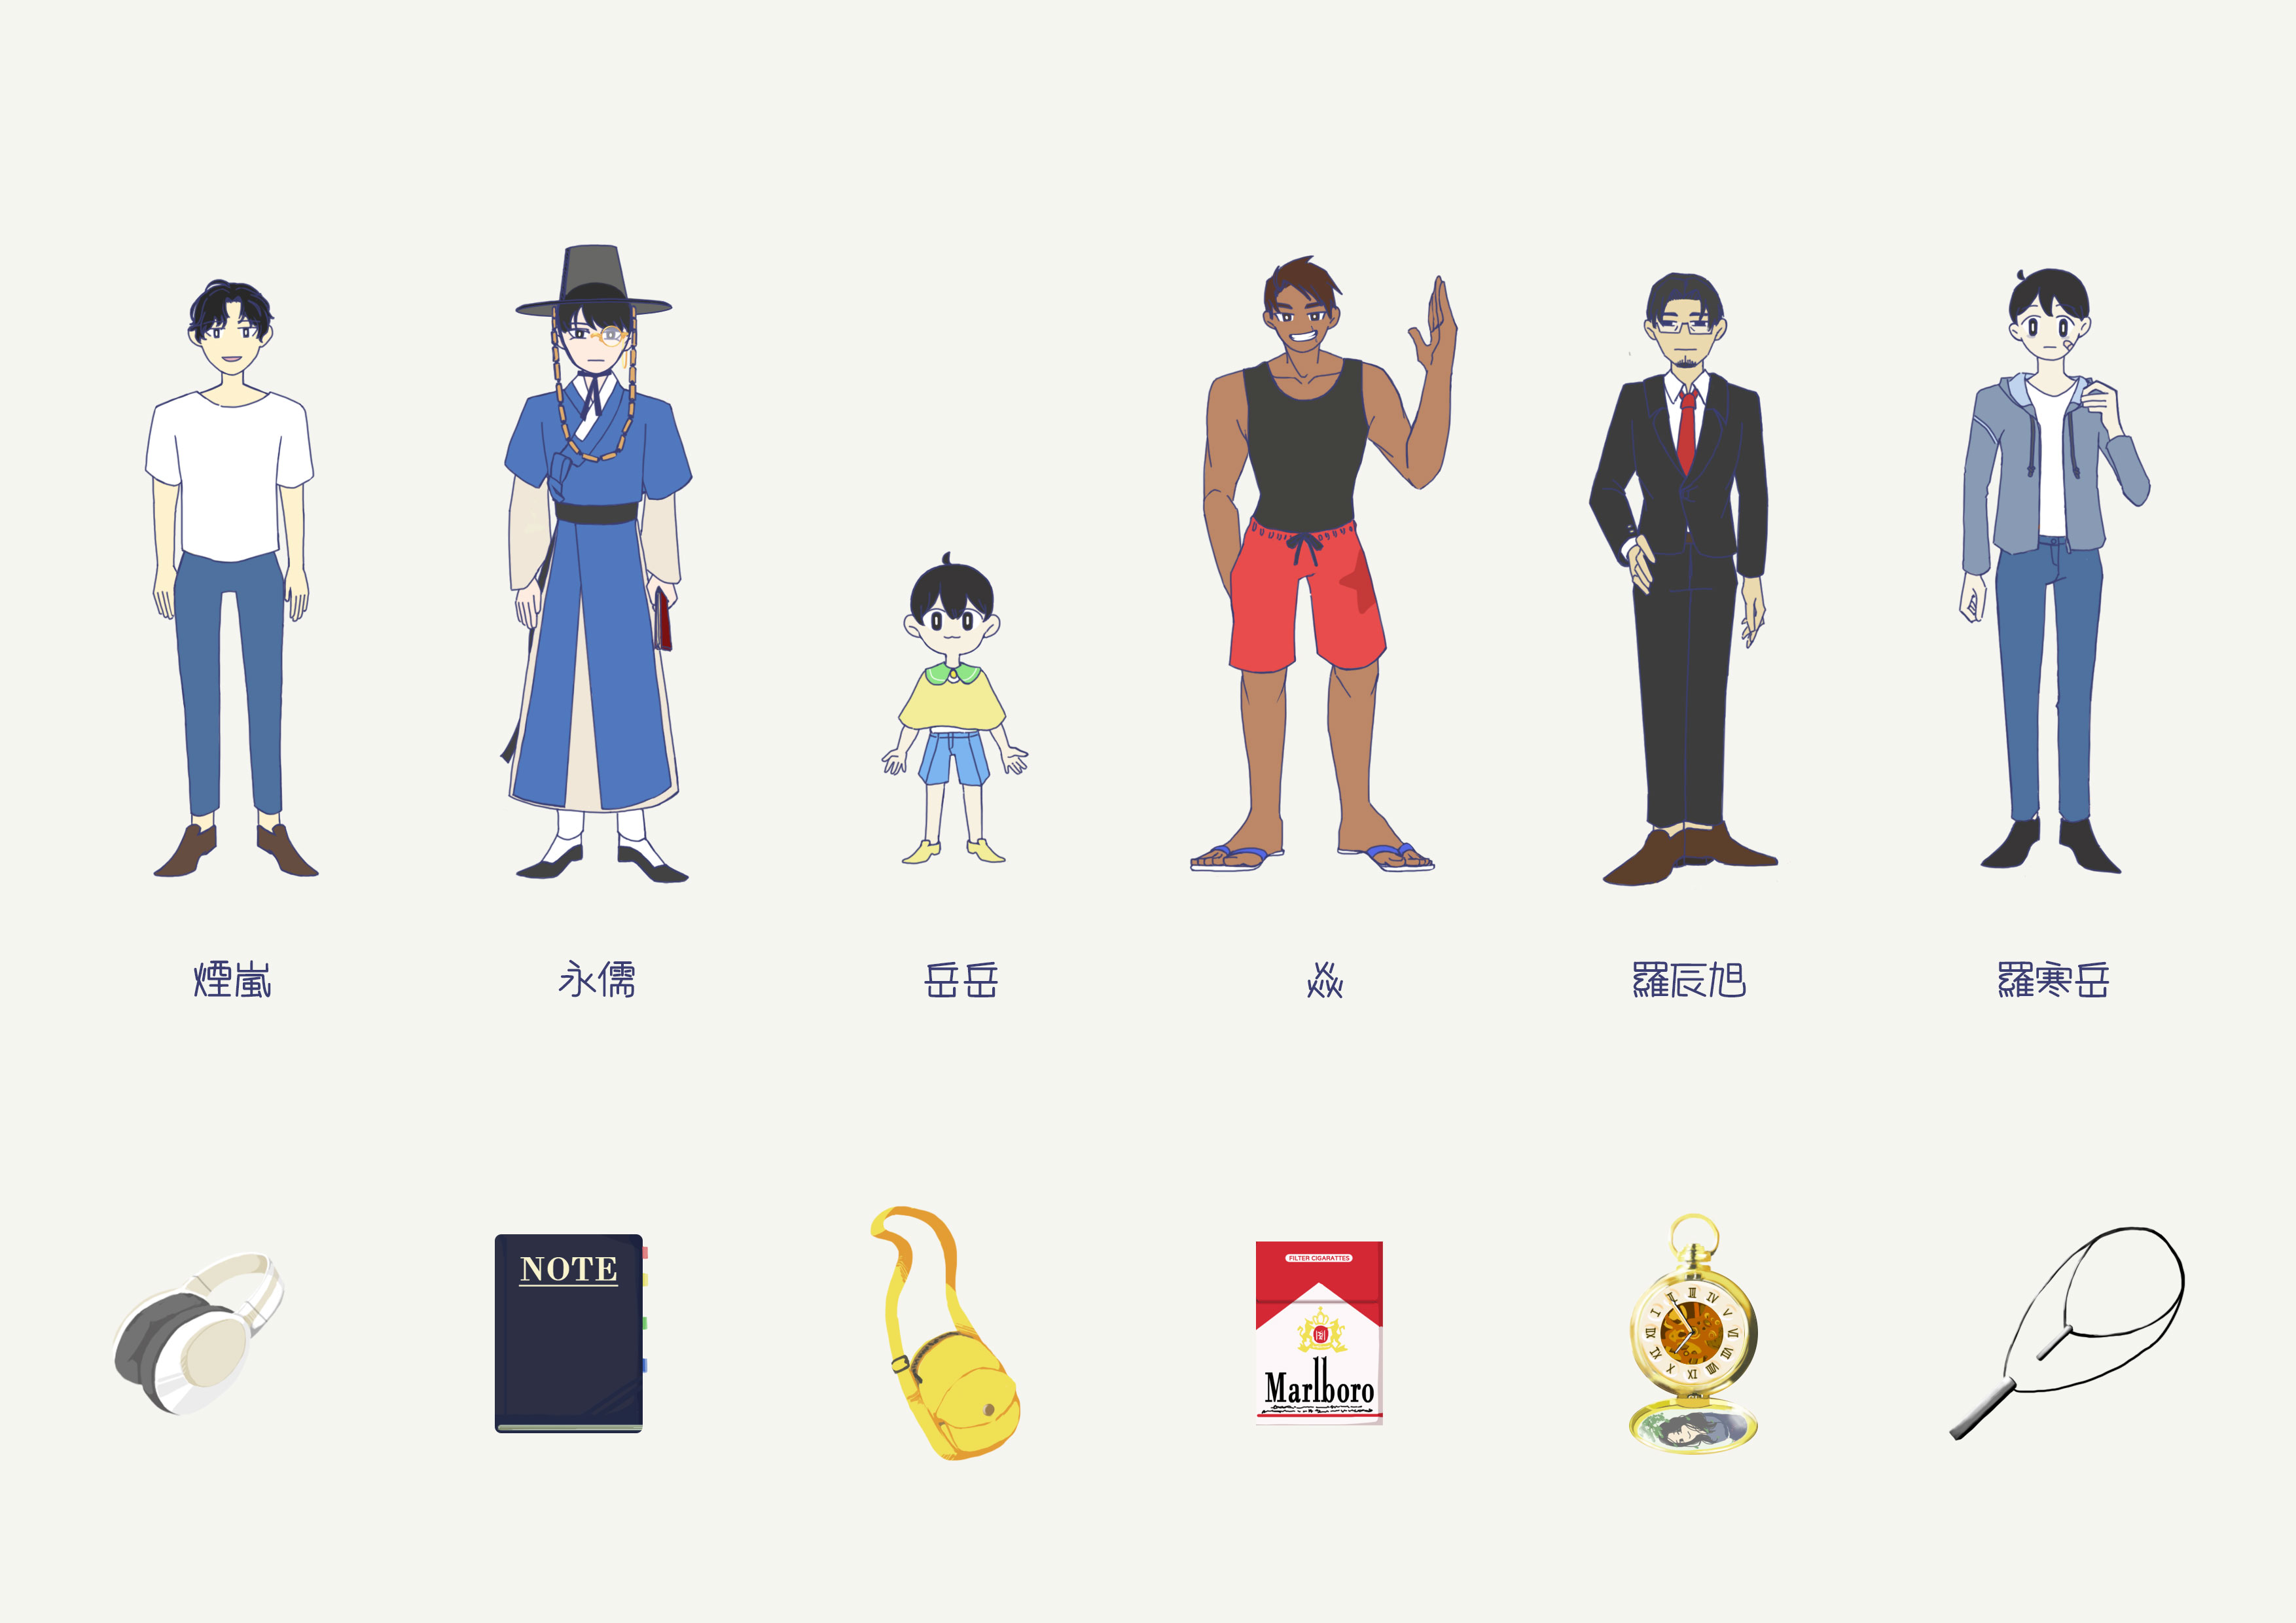 煙嵐
永儒
岳岳
焱
羅辰旭
羅寒岳
NOTE
FILTER CIGARATTES
Marlboro
I II III IV V VI VII VIII IX X XI XII